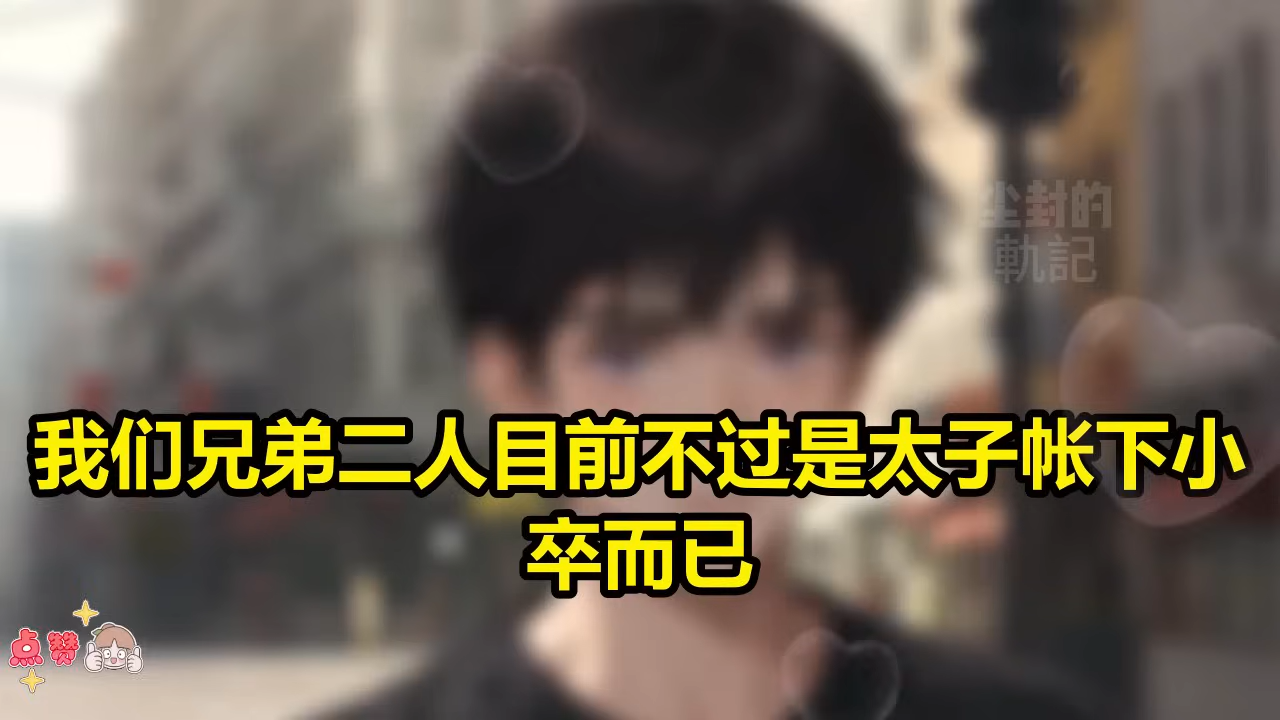 尘封的
軌記
我们兄弟二人目前不过是太子帐下小
卒而已
点赞